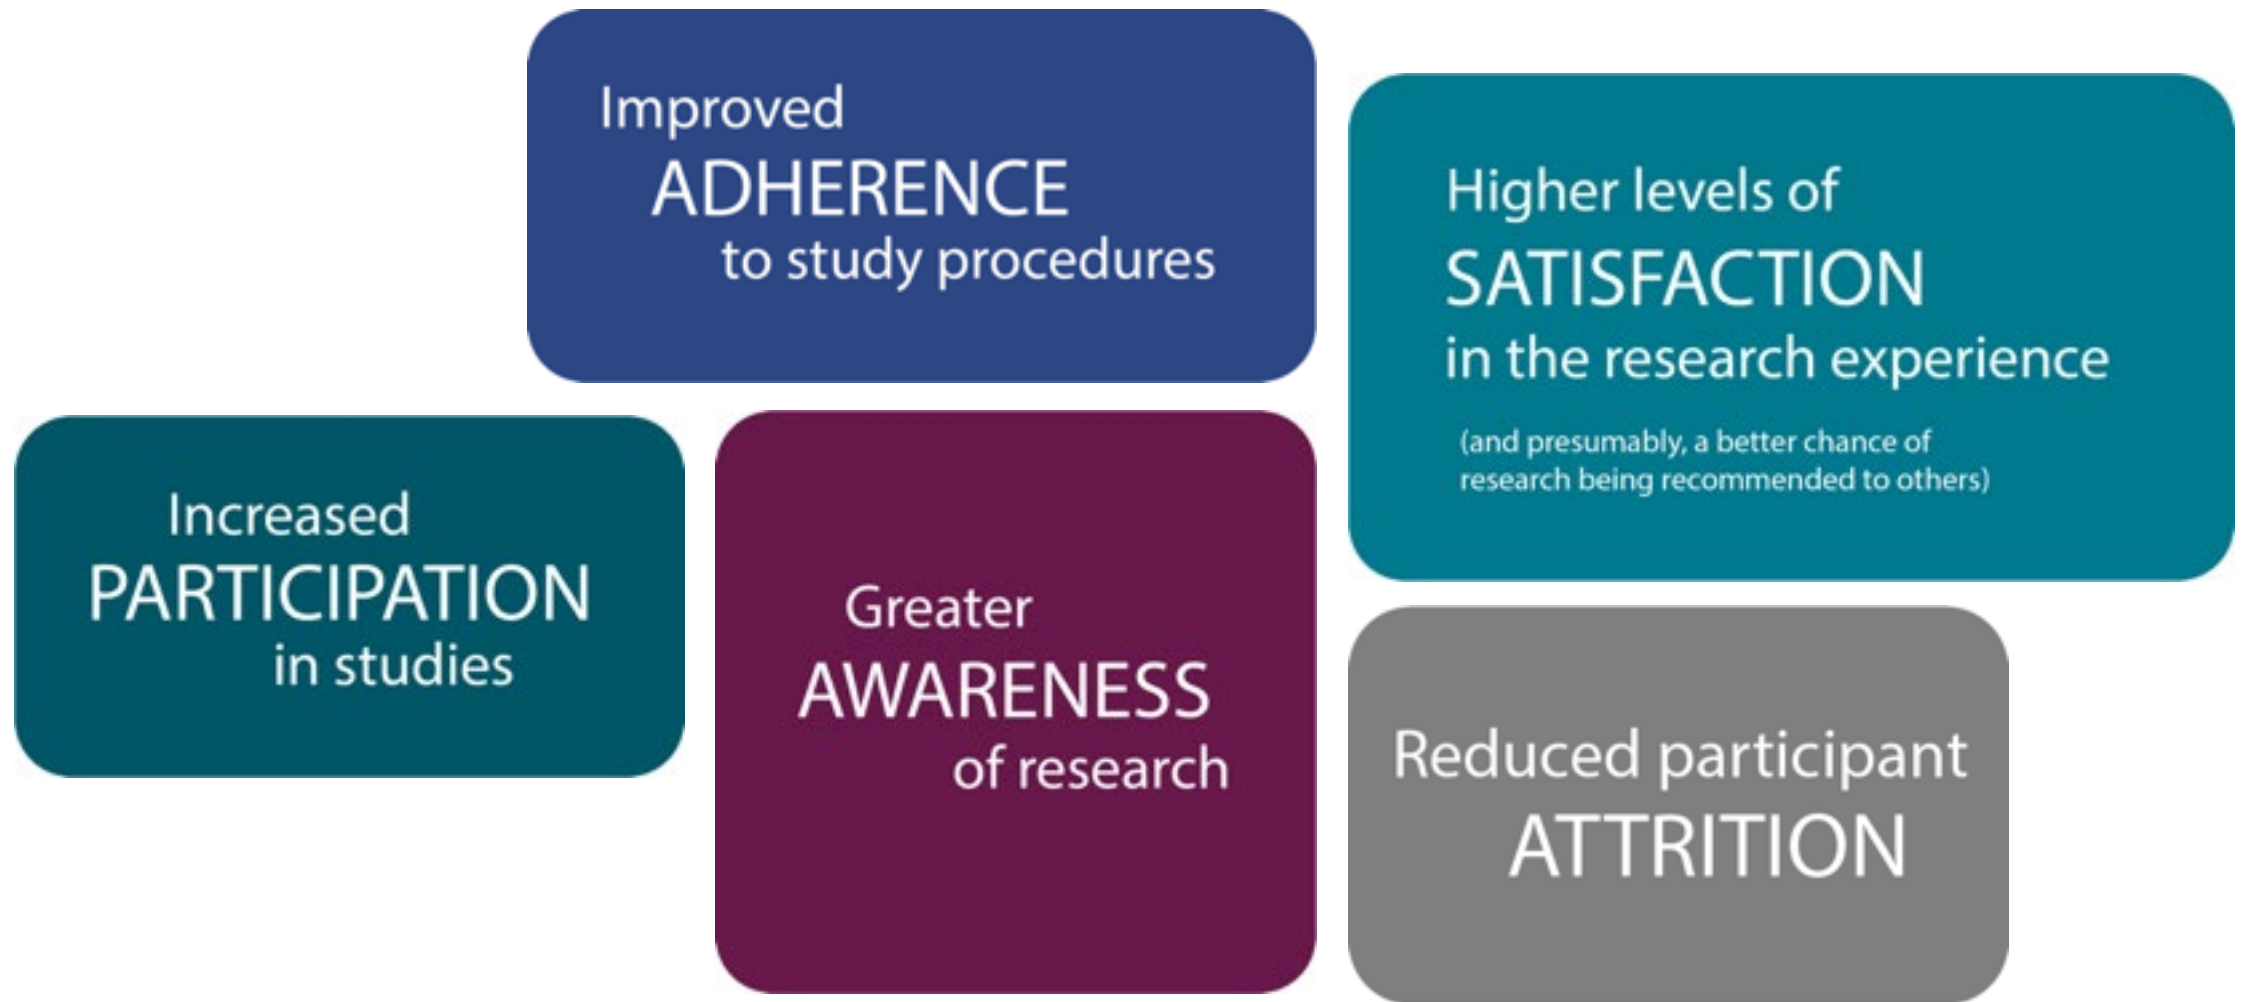 Improved
ADHERENCE
to study procedures
Higher levels of
SATISFACTION
in the research experience
(and presumably, a better chance of
research being recommended to others)
Increased
PARTICIPATION
in studies
Greater
AWARENESS
of research
Reduced participant
ATTRITION